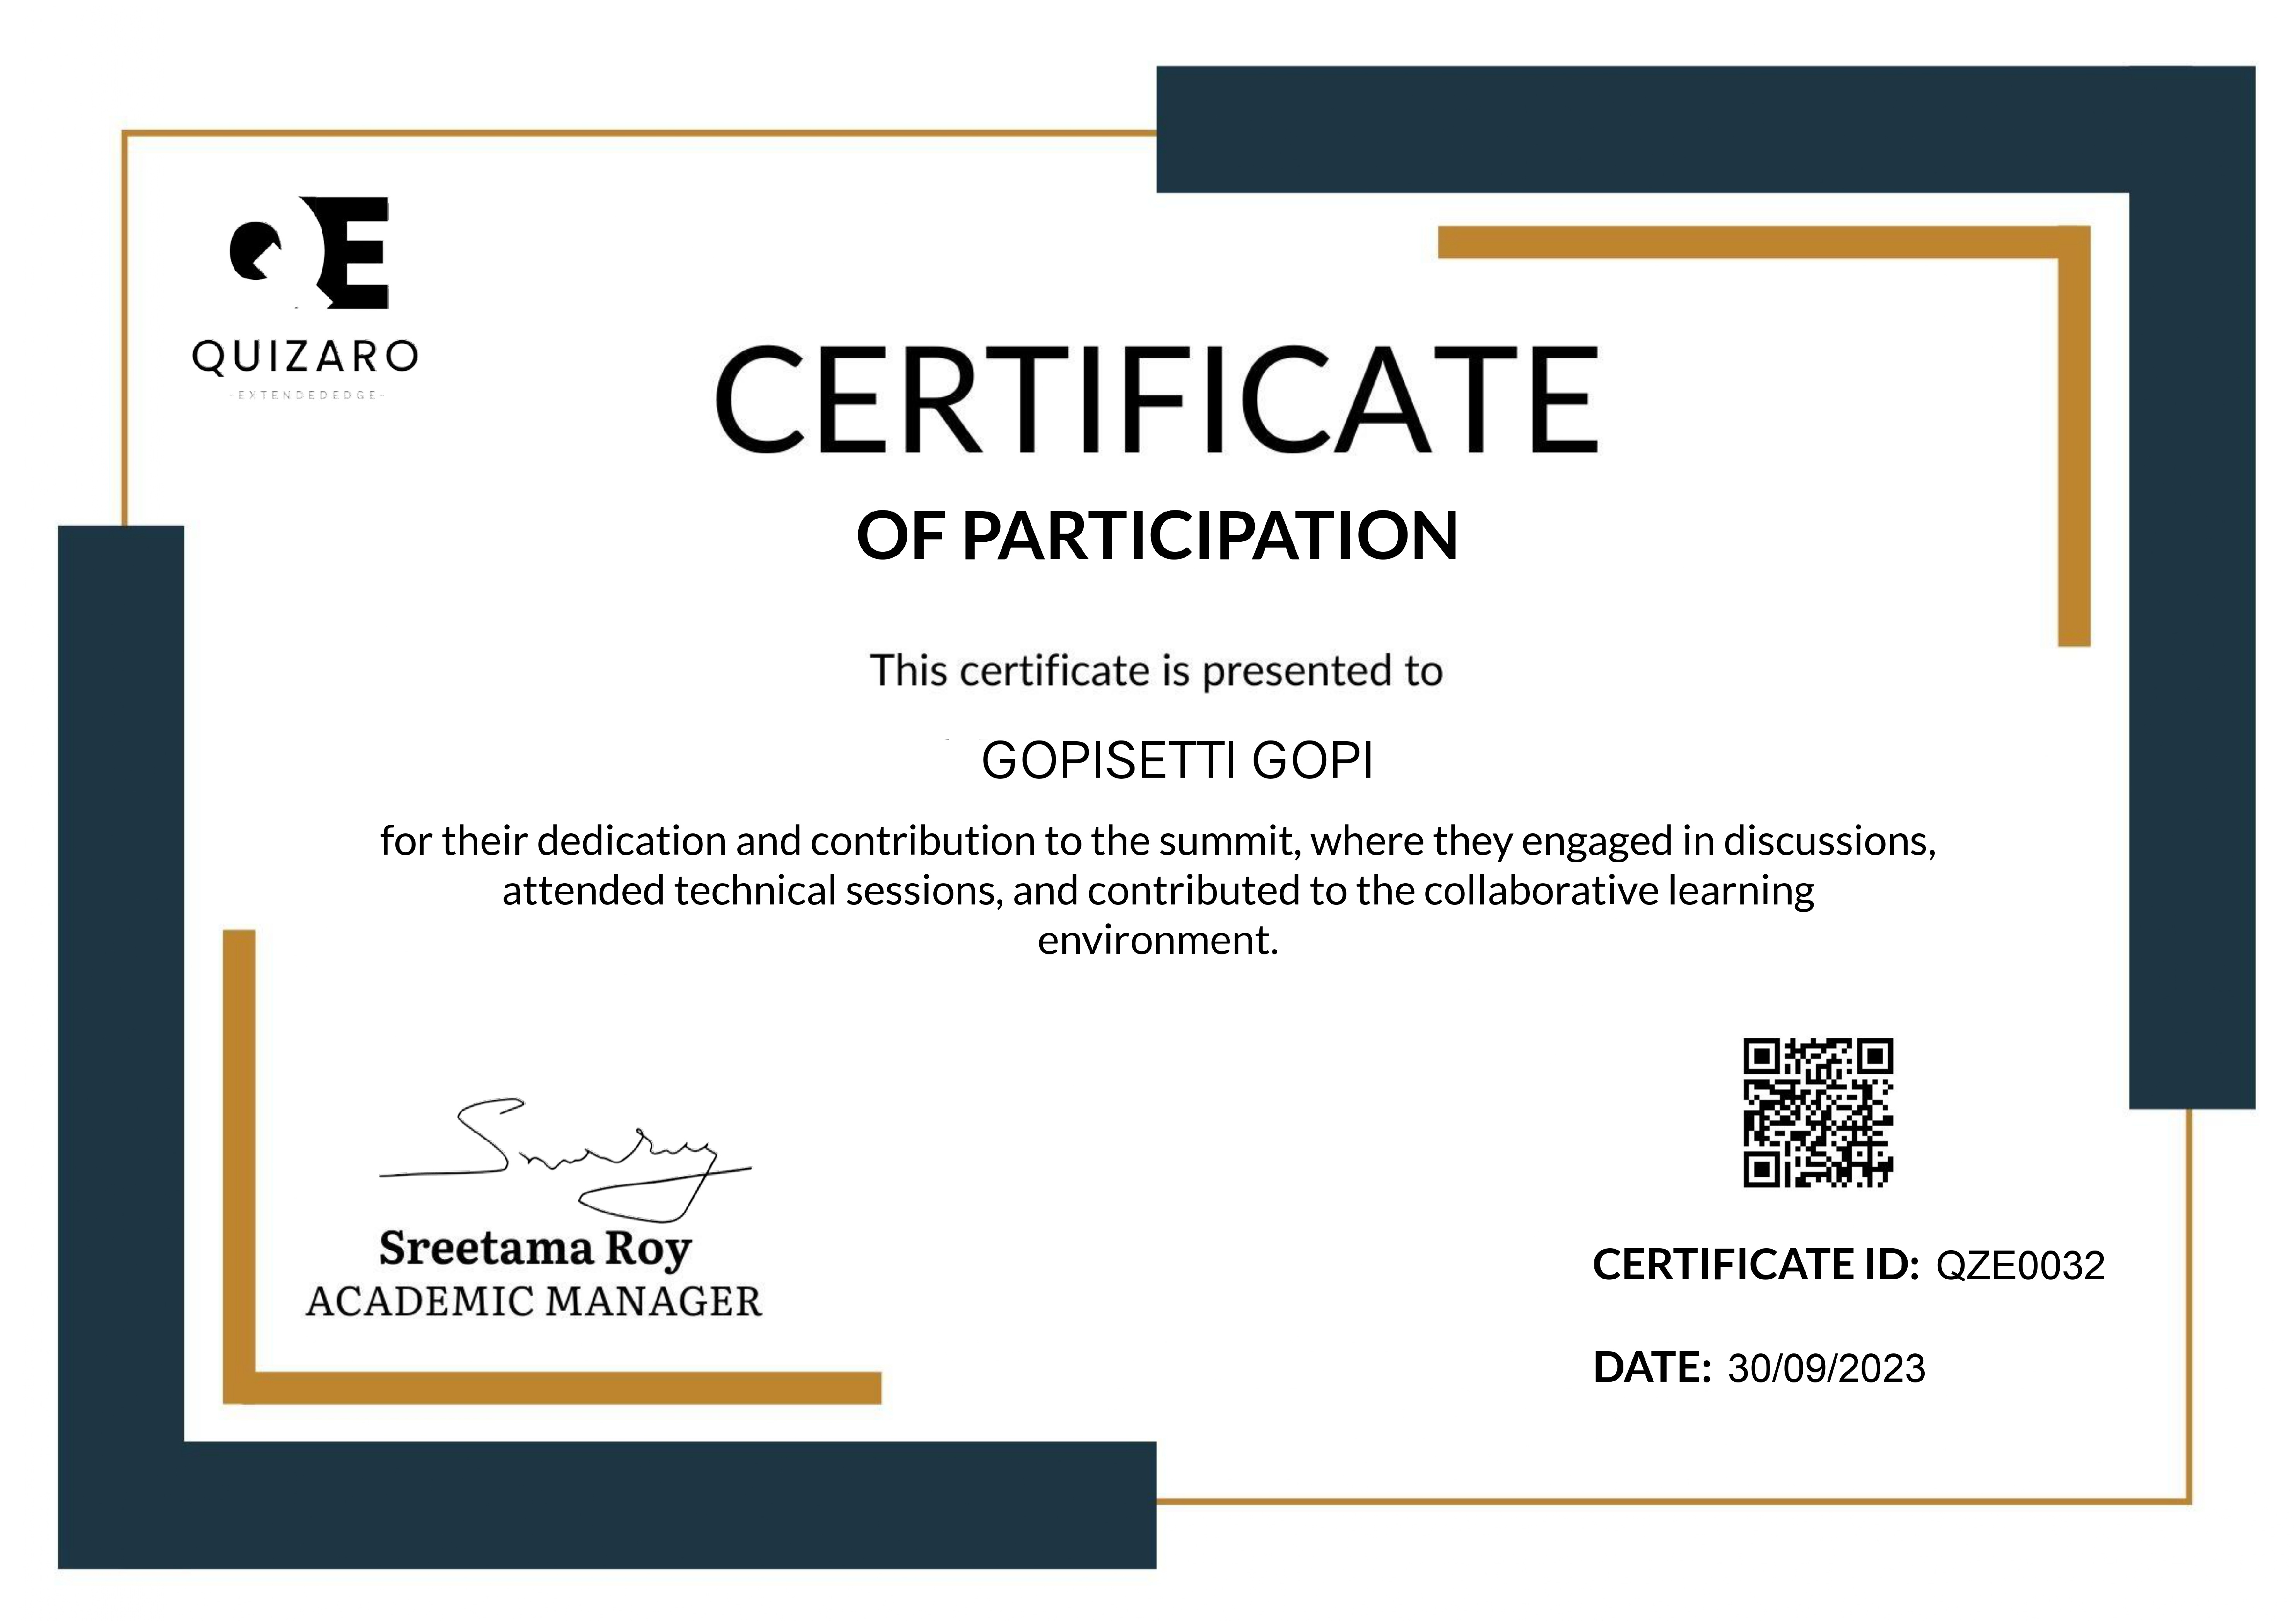 QE
QUIZARO
-EXTENDEDEDGE-
CERTIFICATE
OF PARTICIPATION
This certificate is presented to
GOPISETTI GOPI
for their dedication and contribution to the summit, where they engaged in discussions,
attended technical sessions, and contributed to the collaborative learning
environment.
Sreetama Roy
ACADEMIC MANAGER
CERTIFICATE ID: QZE0032
DATE: 30/09/2023